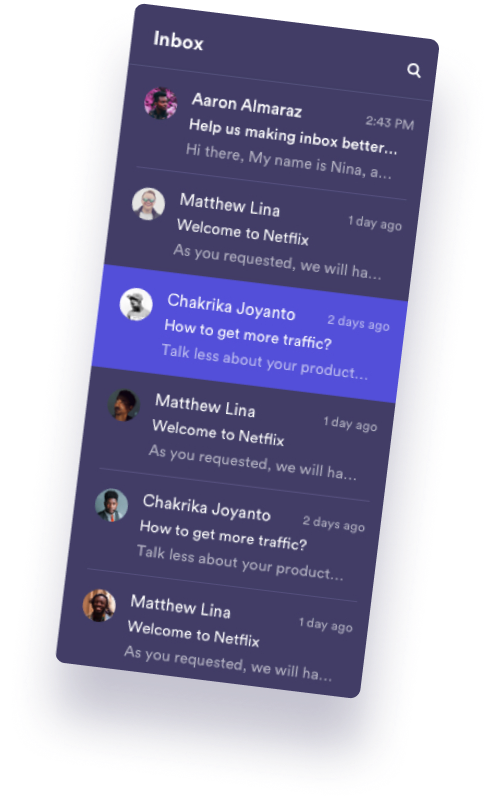 Inbox
Aaron Almaraz
2:43 PM
Help us making inbox better...
Hi there, My name is Nina, a...
Matthew Lina
1 day ago
Welcome to Netflix
As you requested, we will ha...
Chakrika Joyanto
2 days ago
How to get more traffic?
Talk less about your product...
Matthew Lina
1 day ago
Welcome to Netflix
As you requested, we will ha...
Chakrika Joyanto
2 days ago
How to get more traffic?
Talk less about your product...
Matthew Lina
1 day ago
Welcome to Netflix
As you requested, we will ha...